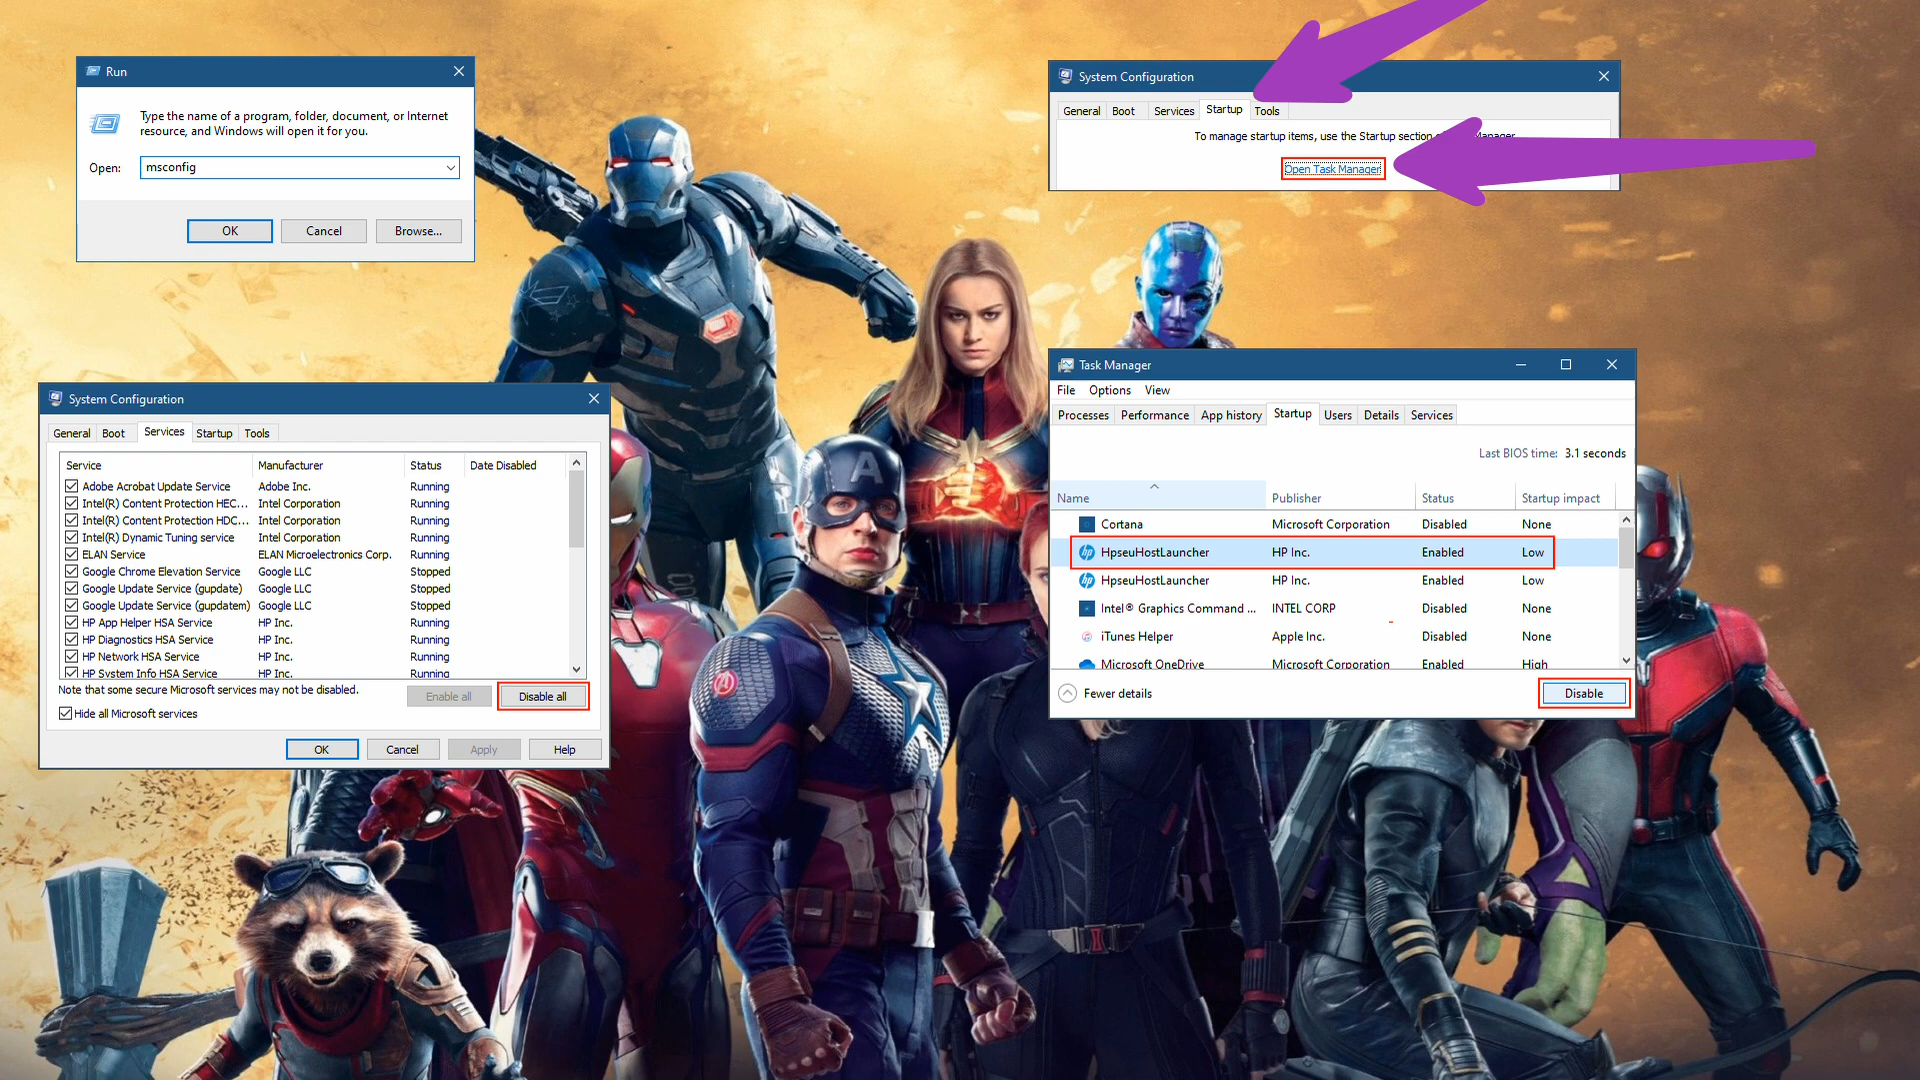 Run
Type the name of a program, folder, document, or Internet
resource, and Windows will open it for you.
Open: msconfig
OK Cancel Browse...
System Configuration
General Boot Services Startup Tools
To manage startup items, use the Startup section Manager
Open Task Manager
System Configuration
General Boot Services Startup Tools
Service Manufacturer Status Date Disabled
Adobe Acrobat Update Service Adobe Inc. Running
Intel(R) Content Protection HEC... Intel Corporation Running
Intel(R) Content Protection HDC... Intel Corporation Running
Intel(R) Dynamic Tuning service Intel Corporation Running
ELAN Service ELAN Microelectronics Corp. Running
Google Chrome Elevation Service Google LLC Stopped
Google Update Service (gupdate) Google LLC Stopped
Google Update Service (gupdatem) Google LLC Stopped
HP App Helper HSA Service HP Inc. Running
HP Diagnostics HSA Service HP Inc. Running
HP Network HSA Service HP Inc. Running
HP System Info HSA Service HP Inc. Running
Note that some secure Microsoft services may not be disabled.
Enable all Disable all
Hide all Microsoft services
OK Cancel Apply Help
Task Manager
File Options View
Processes Performance App history Startup Users Details Services
Last BIOS time: 3.1 seconds
Name Publisher Status Startup impact
Cortana Microsoft Corporation Disabled None
hp HpseuHostLauncher HP Inc. Enabled Low
hp HpseuHostLauncher HP Inc. Enabled Low
Intel® Graphics Command ... INTEL CORP Disabled None
iTunes Helper Apple Inc. Disabled None
Microsoft OneDrive Microsoft Corporation Enabled High
Fewer details Disable
A
A